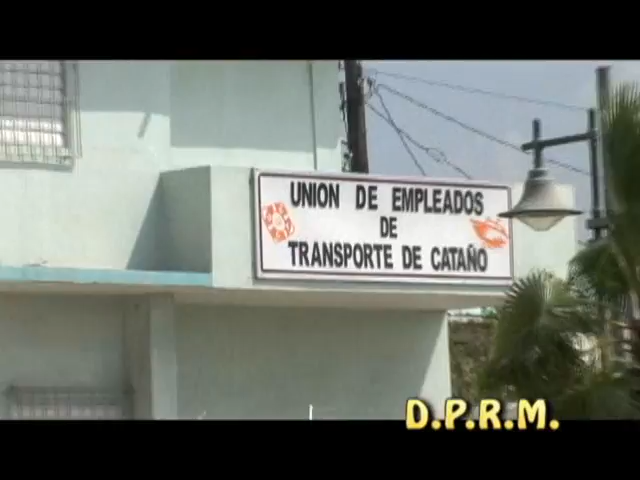 UNION DE EMPLEADOS
DE
TRANSPORTE DE CATAÑO
D.P.R.M.